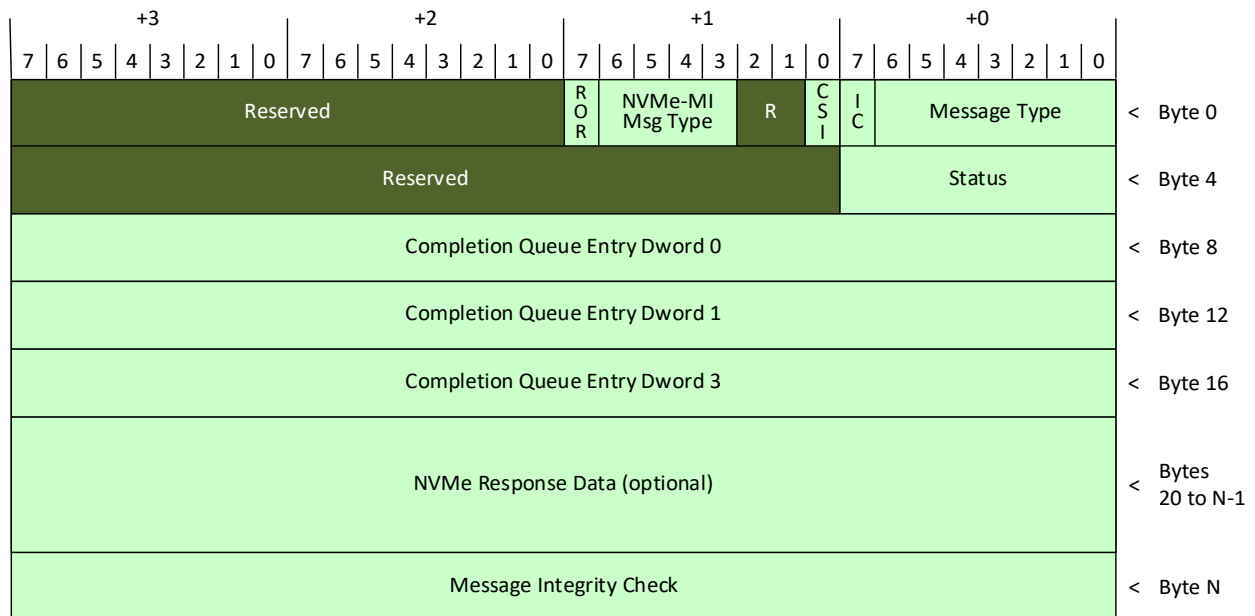 +3 +2 +1 +0
7 6 5 4 3 2 1 0 7 6 5 4 3 2 1 0 7 6 5 4 3 2 1 0 7 6 5 4 3 2 1 0
Reserved ROR NVMe-MI Msg Type R CSI IC Message Type < Byte 0
Reserved Status < Byte 4
Completion Queue Entry Dword 0 < Byte 8
Completion Queue Entry Dword 1 < Byte 12
Completion Queue Entry Dword 3 < Byte 16
NVMe Response Data (optional) < Bytes 20 to N-1
Message Integrity Check < Byte N